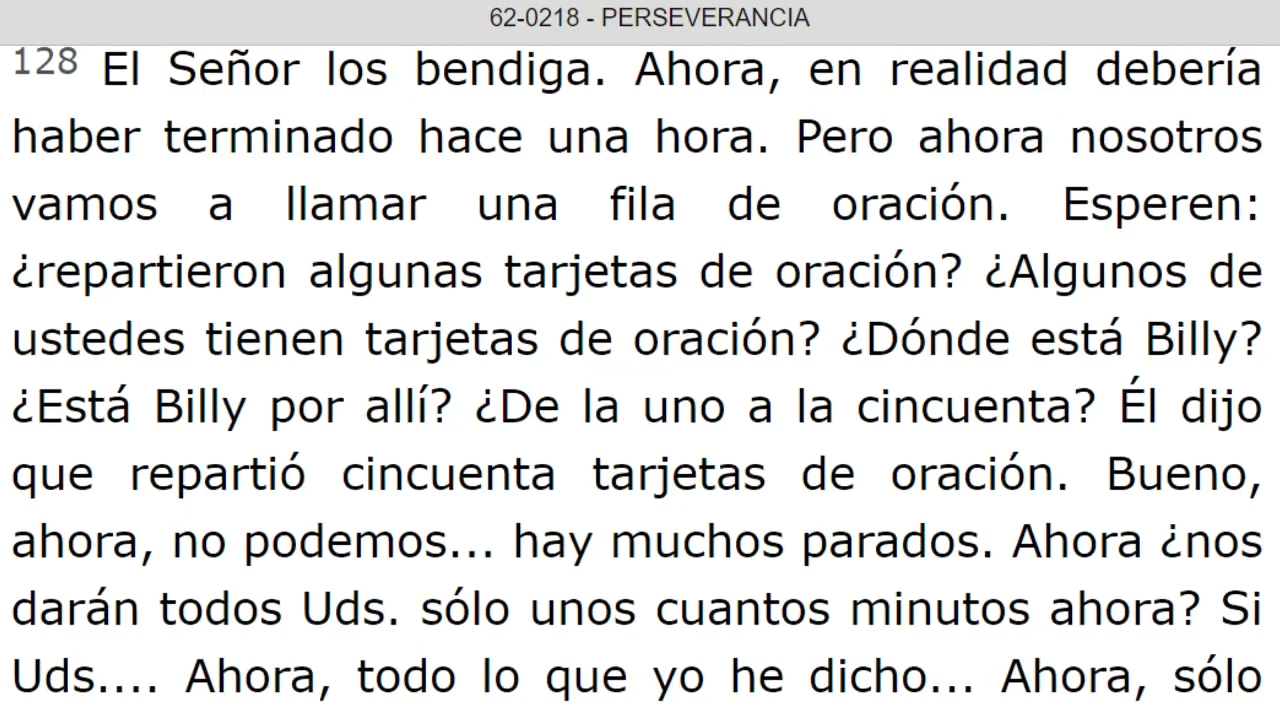 62-0218 - PERSEVERANCIA
128 El Señor los bendiga. Ahora, en realidad debería
haber terminado hace una hora. Pero ahora nosotros
vamos a llamar una fila de oración. Esperen:
¿repartieron algunas tarjetas de oración? ¿Algunos de
ustedes tienen tarjetas de oración? ¿Dónde está Billy?
¿Está Billy por allí? ¿De la uno a la cincuenta? Él dijo
que repartió cincuenta tarjetas de oración. Bueno,
ahora, no podemos... hay muchos parados. Ahora ¿nos
darán todos Uds. sólo unos cuantos minutos ahora? Si
Uds.... Ahora, todo lo que yo he dicho... Ahora, sólo